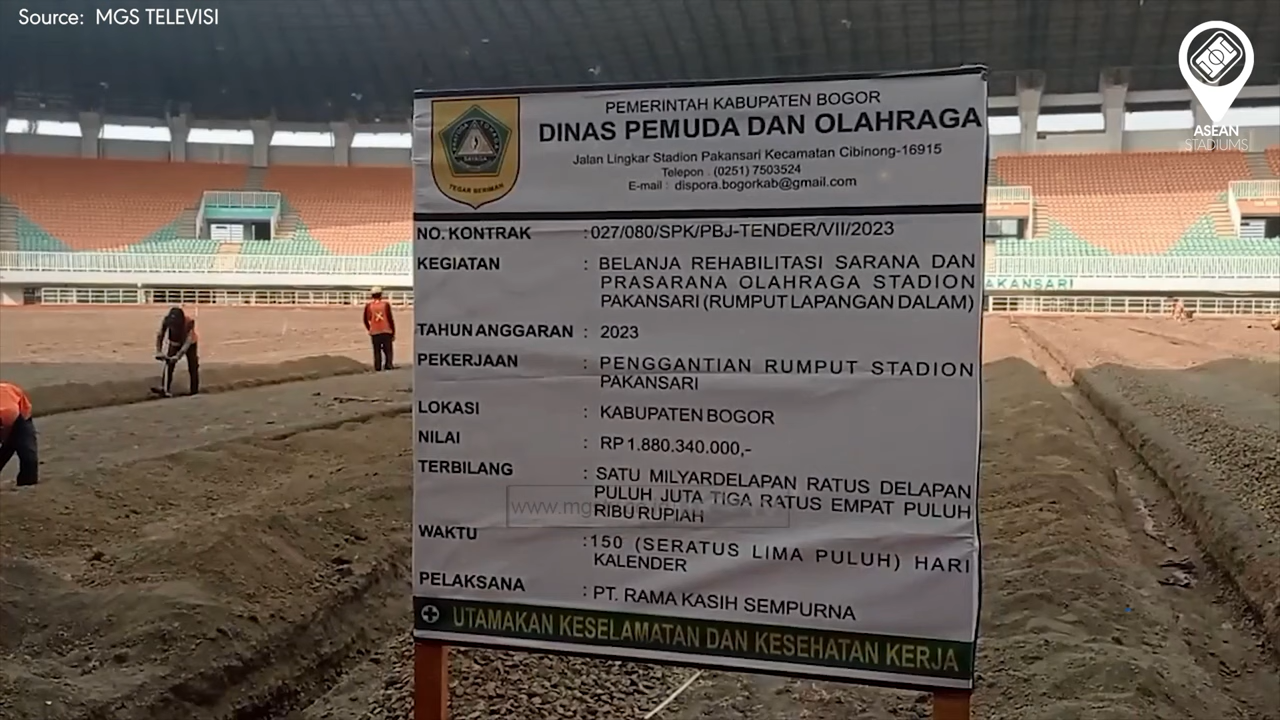 Source: MGS TELEVISI
ASEAN
STADIUMS
PEMERINTAH KABUPATEN BOGOR
DINAS PEMUDA DAN OLAHRAGA
Jalan Lingkar Stadion Pakansari Kecamatan Cibinong-16915
Telepon : (0251) 7503524
E-mail : dispora.bogorkab@gmail.com
TEGAR BERIMAN
NO. KONTRAK : 027/080/SPK/PBJ-TENDER/VII/2023
KEGIATAN : BELANJA REHABILITASI SARANA DAN
PRASARANA OLAHRAGA STADION
PAKANSARI (RUMPUT LAPANGAN DALAM)
AKANSARI
TAHUN ANGGARAN : 2023
PEKERJAAN : PENGGANTIAN RUMPUT STADION
PAKANSARI
LOKASI : KABUPATEN BOGOR
NILAI : RP 1.880.340.000,-
TERBILANG : SATU MILYARDELAPAN RATUS DELAPAN
PULUH JUTA TIGA RATUS EMPAT PULUH
RIBU RUPIAH
WAKTU : 150 (SERATUS LIMA PULUH) HARI
KALENDER
PELAKSANA : PT. RAMA KASIH SEMPURNA
UTAMAKAN KESELAMATAN DAN KESEHATAN KERJA